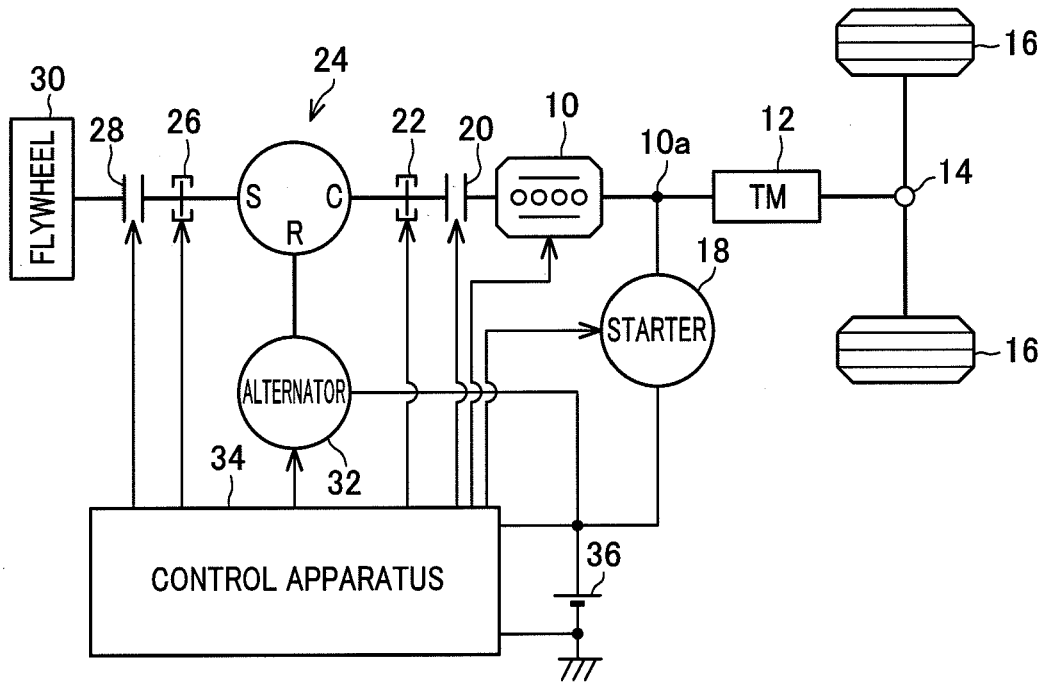 24
16
30
28
26
22
20
10
10a
12
FLYWHEEL
S
C
R
TM
14
18
STARTER
16
ALTERNATOR
34
32
CONTROL APPARATUS
36